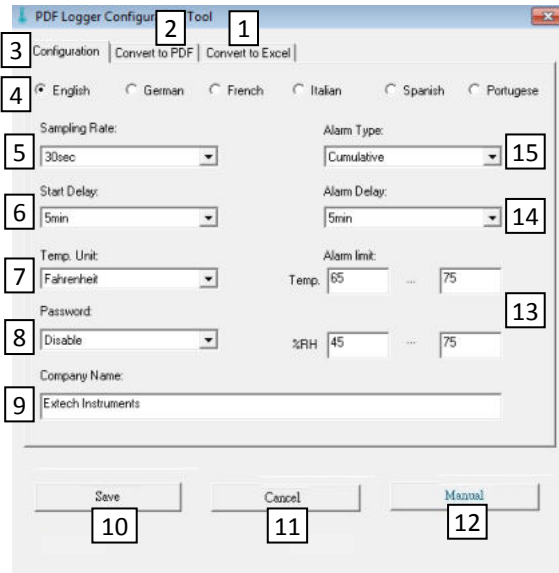 PDF Logger Configur Tool
2 1
3 Configuration Convert to PDF Convert to Excel
4 English German French Italian Spanish Portugese
Sampling Rate: Alarm Type:
5 30sec Cumulative 15
Start Delay: Alarm Delay:
6 5min 5min 14
Temp. Unit: Alarm limit:
7 Fahrenheit Temp. 65 ... 75
Password: 13
8 Disable %RH 45 ... 75
Company Name:
9 Extech Instruments
Save Cancel Manual
10 11 12